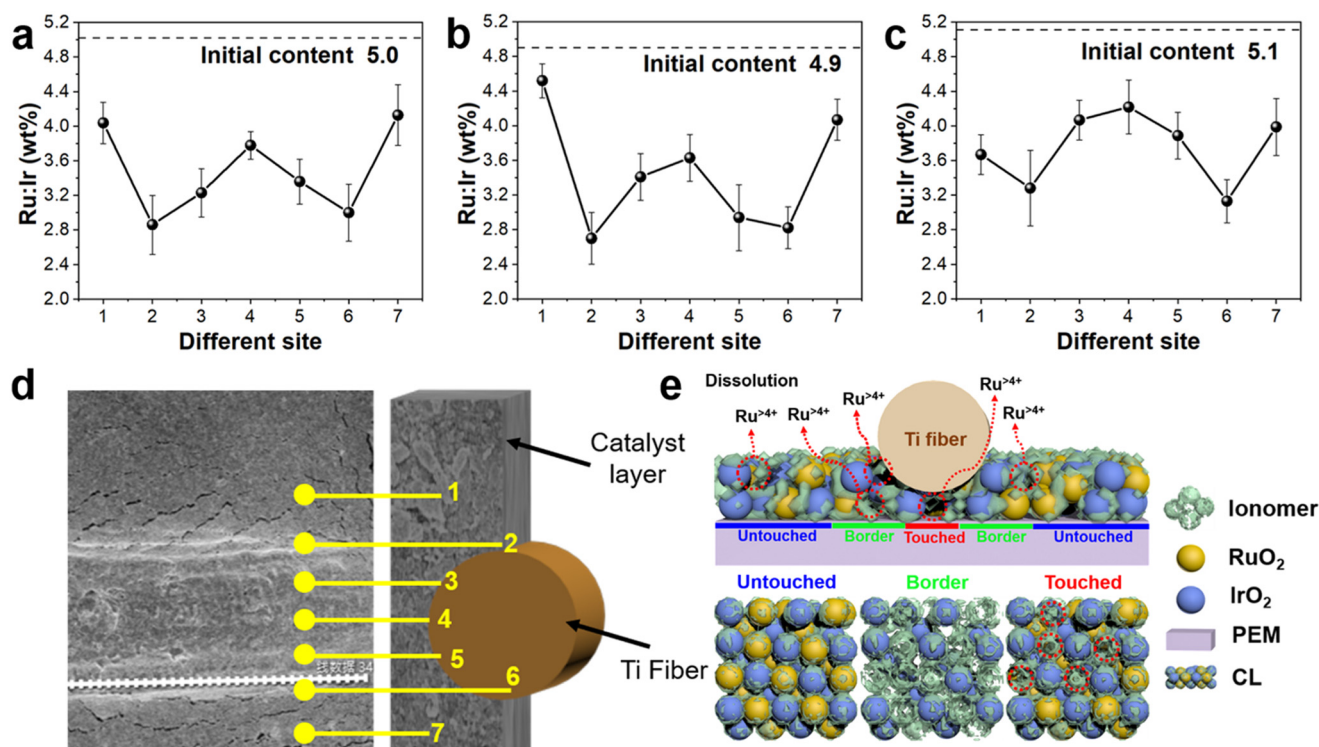 a
5.2
4.8
4.4
4.0
3.6
3.2
2.8
2.4
2.0
Ru:Ir (wt%)
Initial content 5.0
1 2 3 4 5 6 7
Different site
b
5.2
4.8
4.4
4.0
3.6
3.2
2.8
2.4
2.0
Ru:Ir (wt%)
Initial content 4.9
1 2 3 4 5 6 7
Different site
c
5.2
4.8
4.4
4.0
3.6
3.2
2.8
2.4
2.0
Ru:Ir (wt%)
Initial content 5.1
1 2 3 4 5 6 7
Different site
d
1
2
3
4
5
线数据 34
6
7
Catalyst
layer
Ti Fiber
e
Dissolution
Ru>4+
Ru>4+
Ru>4+
Ru>4+
Ru>4+
Ti fiber
Untouched Border Touched Border Untouched
Untouched Border Touched
Ionomer
RuO₂
IrO₂
PEM
CL